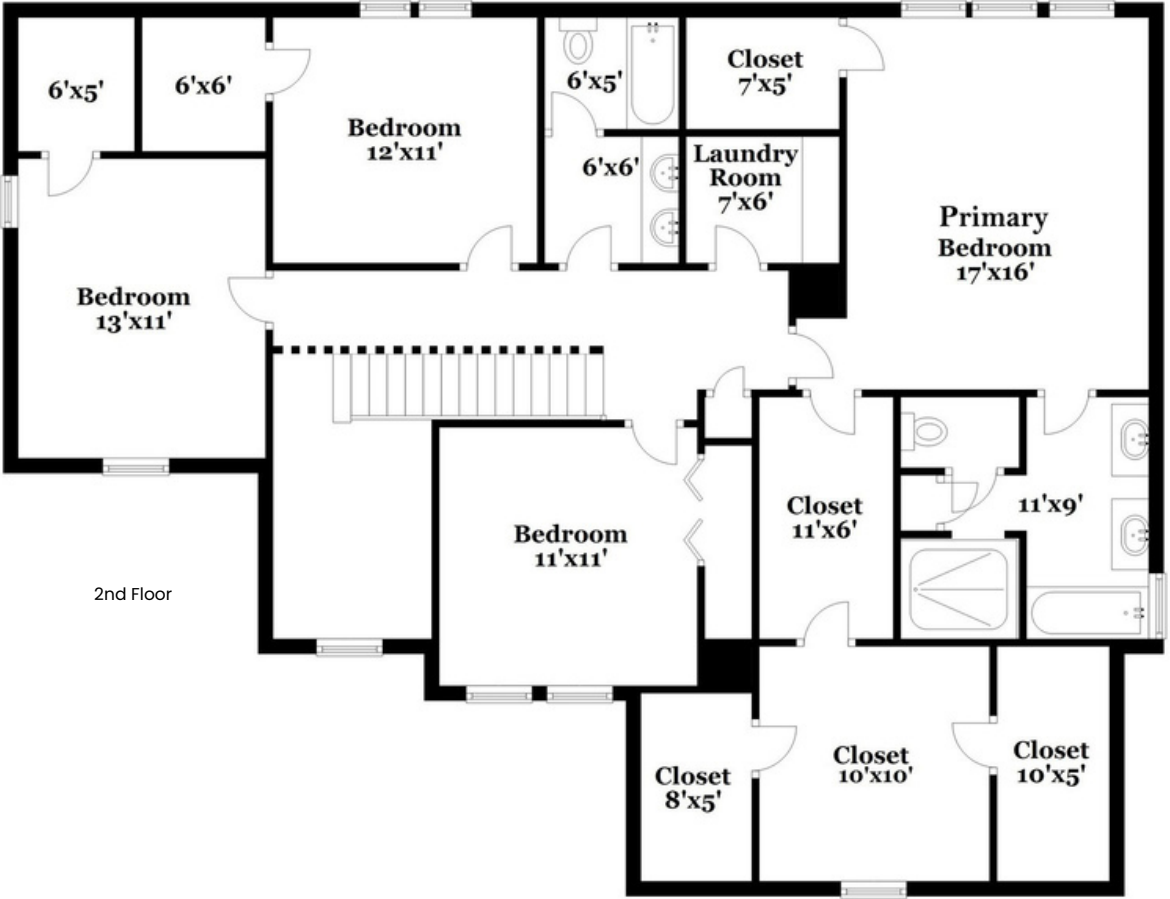 6'x5'
6'x6'
Bedroom
12'x11'
6'x5'
6'x6'
Closet
7'x5'
Laundry
Room
7'x6'
Primary
Bedroom
17'x16'
Bedroom
13'x11'
Bedroom
11'x11'
Closet
11'x6'
11'x9'
2nd Floor
Closet
8'x5'
Closet
10'x10'
Closet
10'x5'